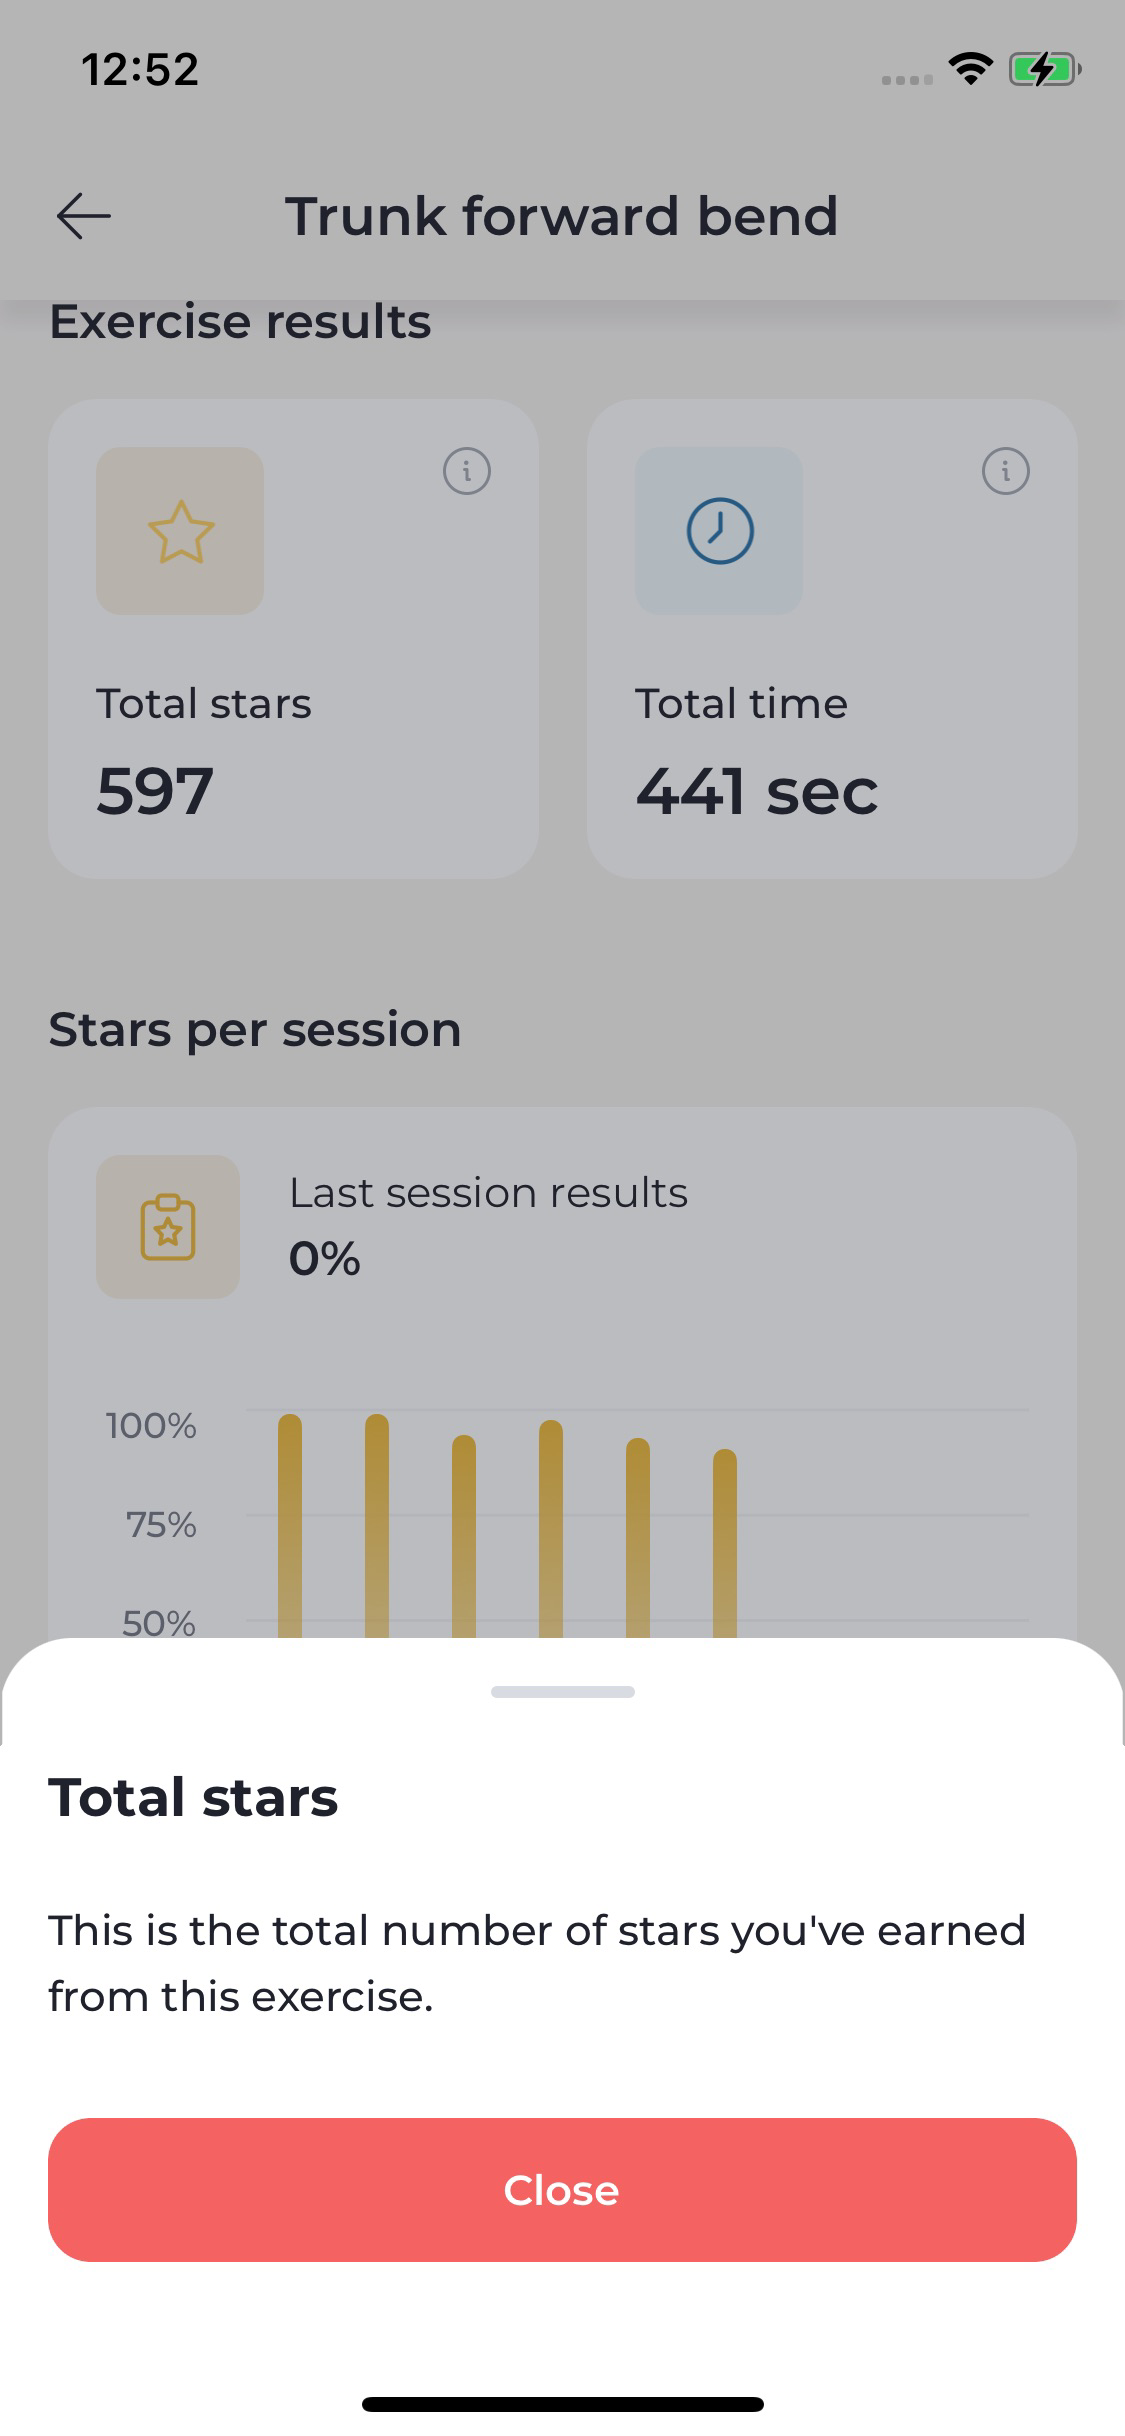 12:52
Trunk forward bend
Exercise results
Total stars
597
Total time
441 sec
Stars per session
Last session results
0%
100%
75%
50%
Total stars
This is the total number of stars you've earned
from this exercise.
Close